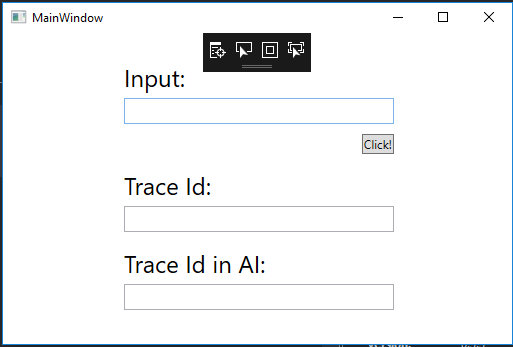 MainWindow
Input:
Click!
Trace Id:
Trace Id in AI: